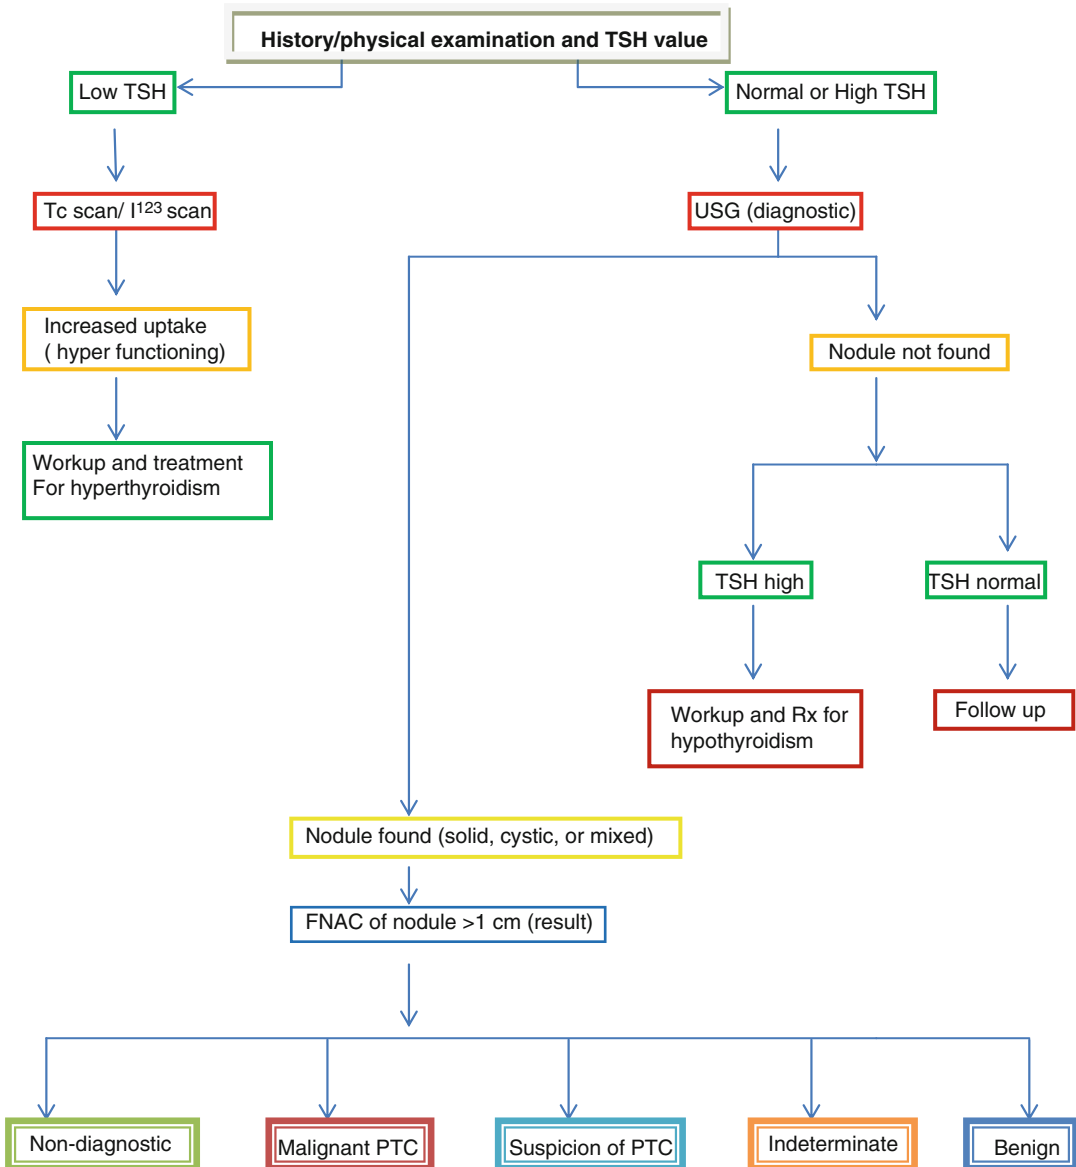 History/physical examination and TSH value
Low TSH
Normal or High TSH
Tc scan/ I¹²³ scan
USG (diagnostic)
Increased uptake
( hyper functioning)
Nodule not found
Workup and treatment
For hyperthyroidism
TSH high
TSH normal
Workup and Rx for
hypothyroidism
Follow up
Nodule found (solid, cystic, or mixed)
FNAC of nodule >1 cm (result)
Non-diagnostic
Malignant PTC
Suspicion of PTC
Indeterminate
Benign